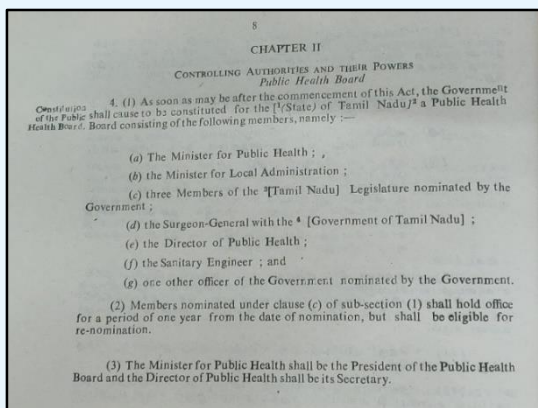 8
CHAPTER II
CONTROLLING AUTHORITIES AND THEIR POWERS
Public Health Board
Constitution of the Public Health Board.
4. (1) As soon as may be after the commencement of this Act, the Government
shall cause to be constituted for the [¹(State) of Tamil Nadu]² a Public Health
Board consisting of the following members, namely :—
(a) The Minister for Public Health ;
(b) the Minister for Local Administration ;
(c) three Members of the ³[Tamil Nadu] Legislature nominated by the
Government ;
(d) the Surgeon-General with the ⁴ [Government of Tamil Nadu] ;
(e) the Director of Public Health ;
(f) the Sanitary Engineer ; and
(g) one other officer of the Government nominated by the Government.
(2) Members nominated under clause (c) of sub-section (1) shall hold office
for a period of one year from the date of nomination, but shall be eligible for
re-nomination.
(3) The Minister for Public Health shall be the President of the Public Health
Board and the Director of Public Health shall be its Secretary.